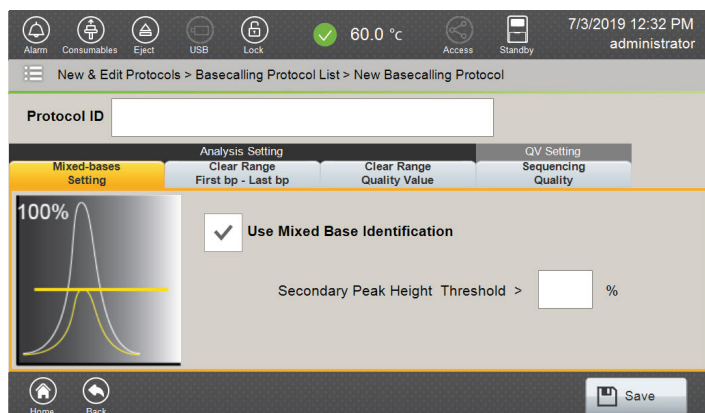 Alarm Consumables Eject USB Lock 60.0 °c Access Standby 7/3/2019 12:32 PM
administrator
New & Edit Protocols > Basecalling Protocol List > New Basecalling Protocol
Protocol ID
Analysis Setting QV Setting
Mixed-bases Setting Clear Range First bp - Last bp Clear Range Quality Value Sequencing Quality
100%
Use Mixed Base Identification
Secondary Peak Height Threshold > %
Home Back Save